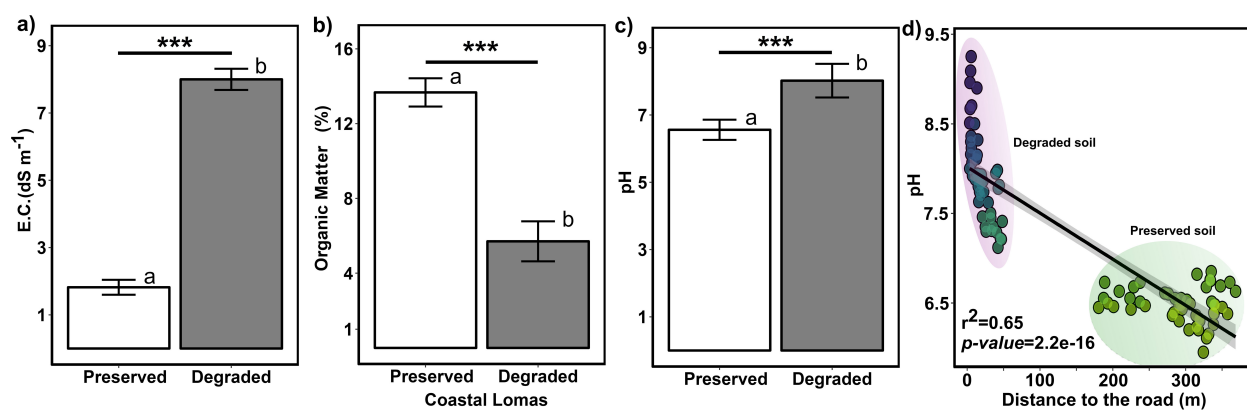 a)
E.C.(dS m⁻¹)
9
7
5
3
1
***
a
b
Preserved
Degraded
b)
Organic Matter (%)
16
12
8
4
1
***
a
b
Preserved
Degraded
Coastal Lomas
c)
pH
9
7
5
3
1
***
a
b
Preserved
Degraded
d)
pH
9.5
8.5
7.5
6.5
Degraded soil
Preserved soil
r²=0.65
p-value=2.2e-16
0 100 200 300
Distance to the road (m)